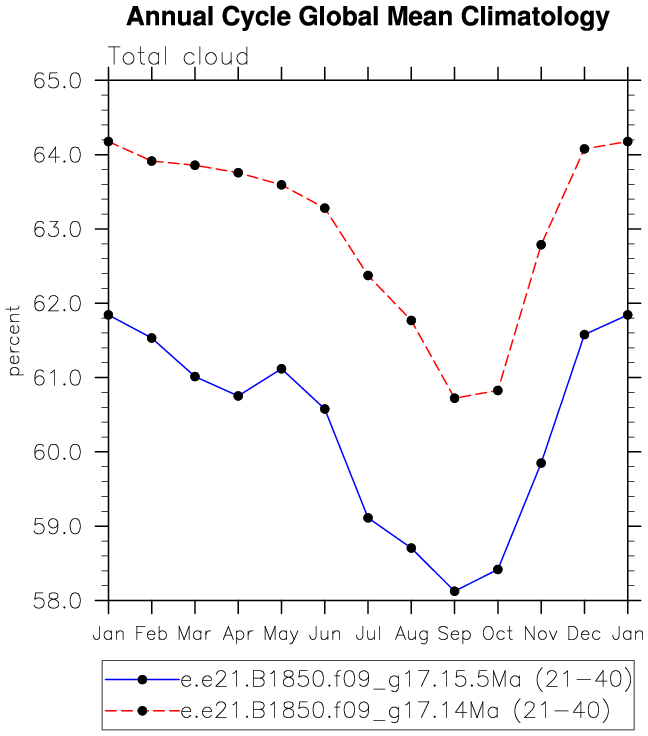 Annual Cycle Global Mean Climatology
Total cloud
65.0
64.0
63.0
62.0
61.0
60.0
59.0
58.0
percent
Jan Feb Mar Apr May Jun Jul Aug Sep Oct Nov Dec Jan
e.e21.B1850.f09_g17.15.5Ma (21-40)
e.e21.B1850.f09_g17.14Ma (21-40)